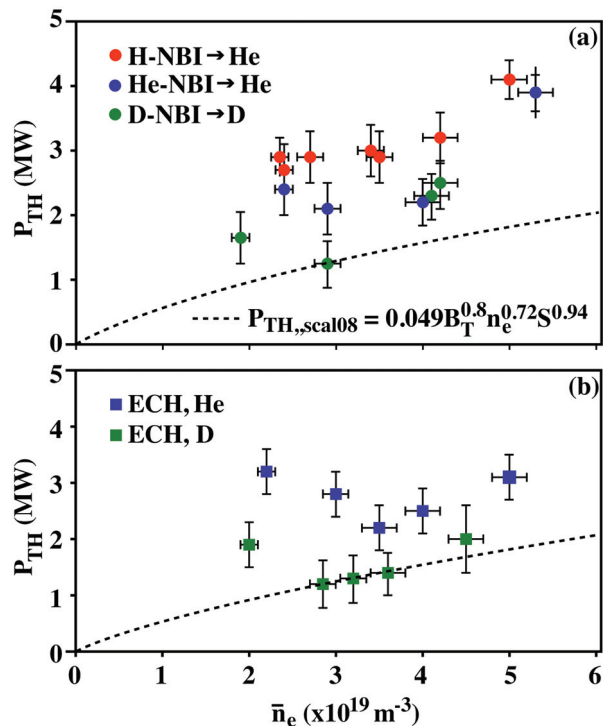 5
(a)
H-NBI→He
4
He-NBI→He
D-NBI→D
3
P_TH (MW)
2
1
P_TH,,scal08 = 0.049B_T^0.8 n_e^0.72 S^0.94
0
5
(b)
ECH, He
4
ECH, D
3
P_TH (MW)
2
1
0
0 1 2 3 4 5 6
n̄_e (x10^19 m^-3)